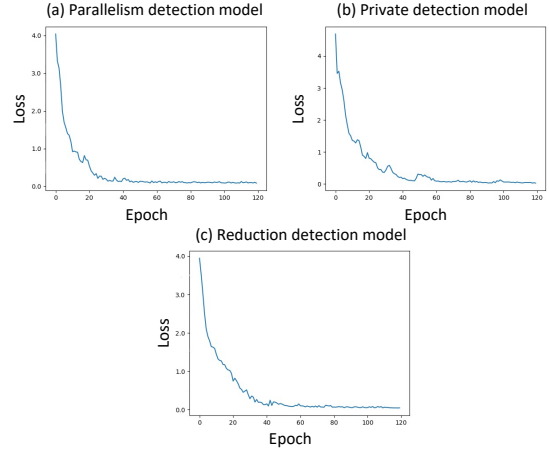 (a) Parallelism detection model
(b) Private detection model
4.0
3.0
2.0
1.0
0.0
Loss
0 20 40 60 80 100 120
Epoch
4
3
2
1
0
Loss
0 20 40 60 80 100 120
Epoch
(c) Reduction detection model
4.0
3.0
2.0
1.0
0.0
Loss
0 20 40 60 80 100 120
Epoch